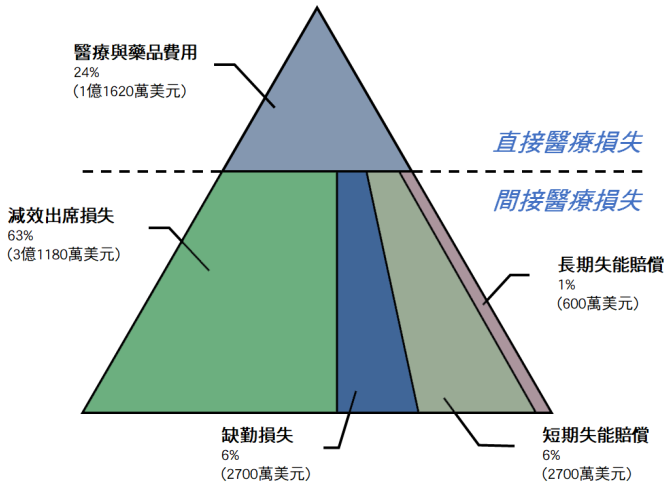 醫療與藥品費用
24%
(1億1620萬美元)
直接醫療損失
間接醫療損失
減效出席損失
63%
(3億1180萬美元)
長期失能賠償
1%
(600萬美元)
缺勤損失
6%
(2700萬美元)
短期失能賠償
6%
(2700萬美元)